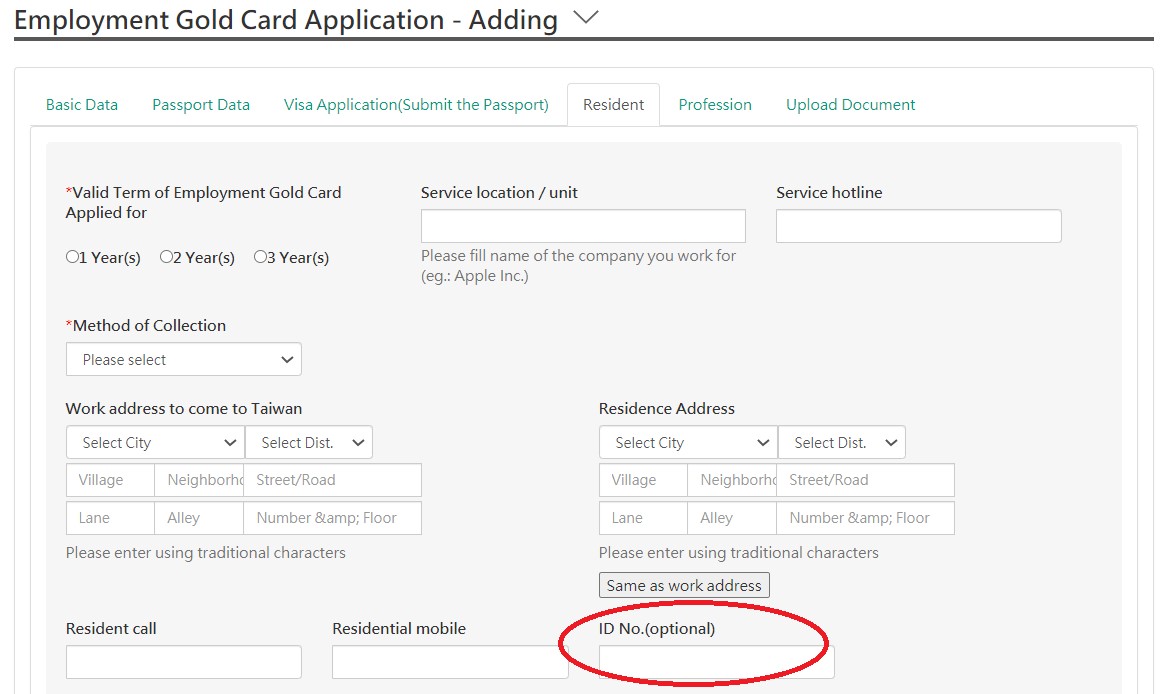 Employment Gold Card Application - Adding
Basic Data Passport Data Visa Application(Submit the Passport) Resident Profession Upload Document
*Valid Term of Employment Gold Card
Applied for
1 Year(s) 2 Year(s) 3 Year(s)
Service location / unit
Please fill name of the company you work for
(eg.: Apple Inc.)
Service hotline
*Method of Collection
Please select
Work address to come to Taiwan
Select City Select Dist.
Village Neighborho Street/Road
Lane Alley Number &amp; Floor
Please enter using traditional characters
Residence Address
Select City Select Dist.
Village Neighborho Street/Road
Lane Alley Number &amp; Floor
Please enter using traditional characters
Same as work address
Resident call
Residential mobile
ID No.(optional)